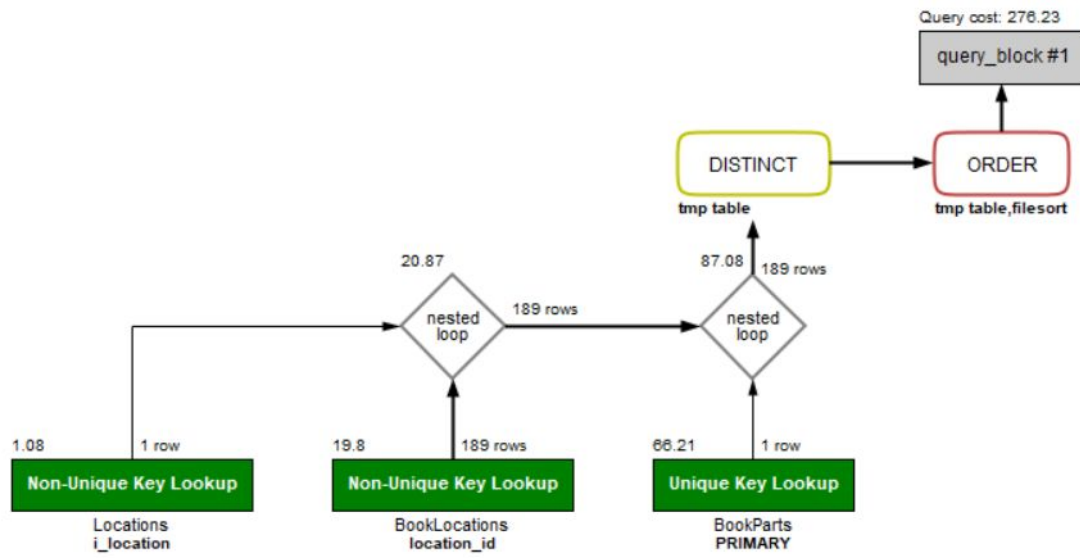 Query cost: 276.23
query_block #1
DISTINCT
ORDER
tmp table
tmp table,filesort
20.87
87.08
189 rows
nested
loop
189 rows
nested
loop
1.08
1 row
19.8
189 rows
66.21
1 row
Non-Unique Key Lookup
Non-Unique Key Lookup
Unique Key Lookup
Locations
BookLocations
BookParts
i_location
location_id
PRIMARY